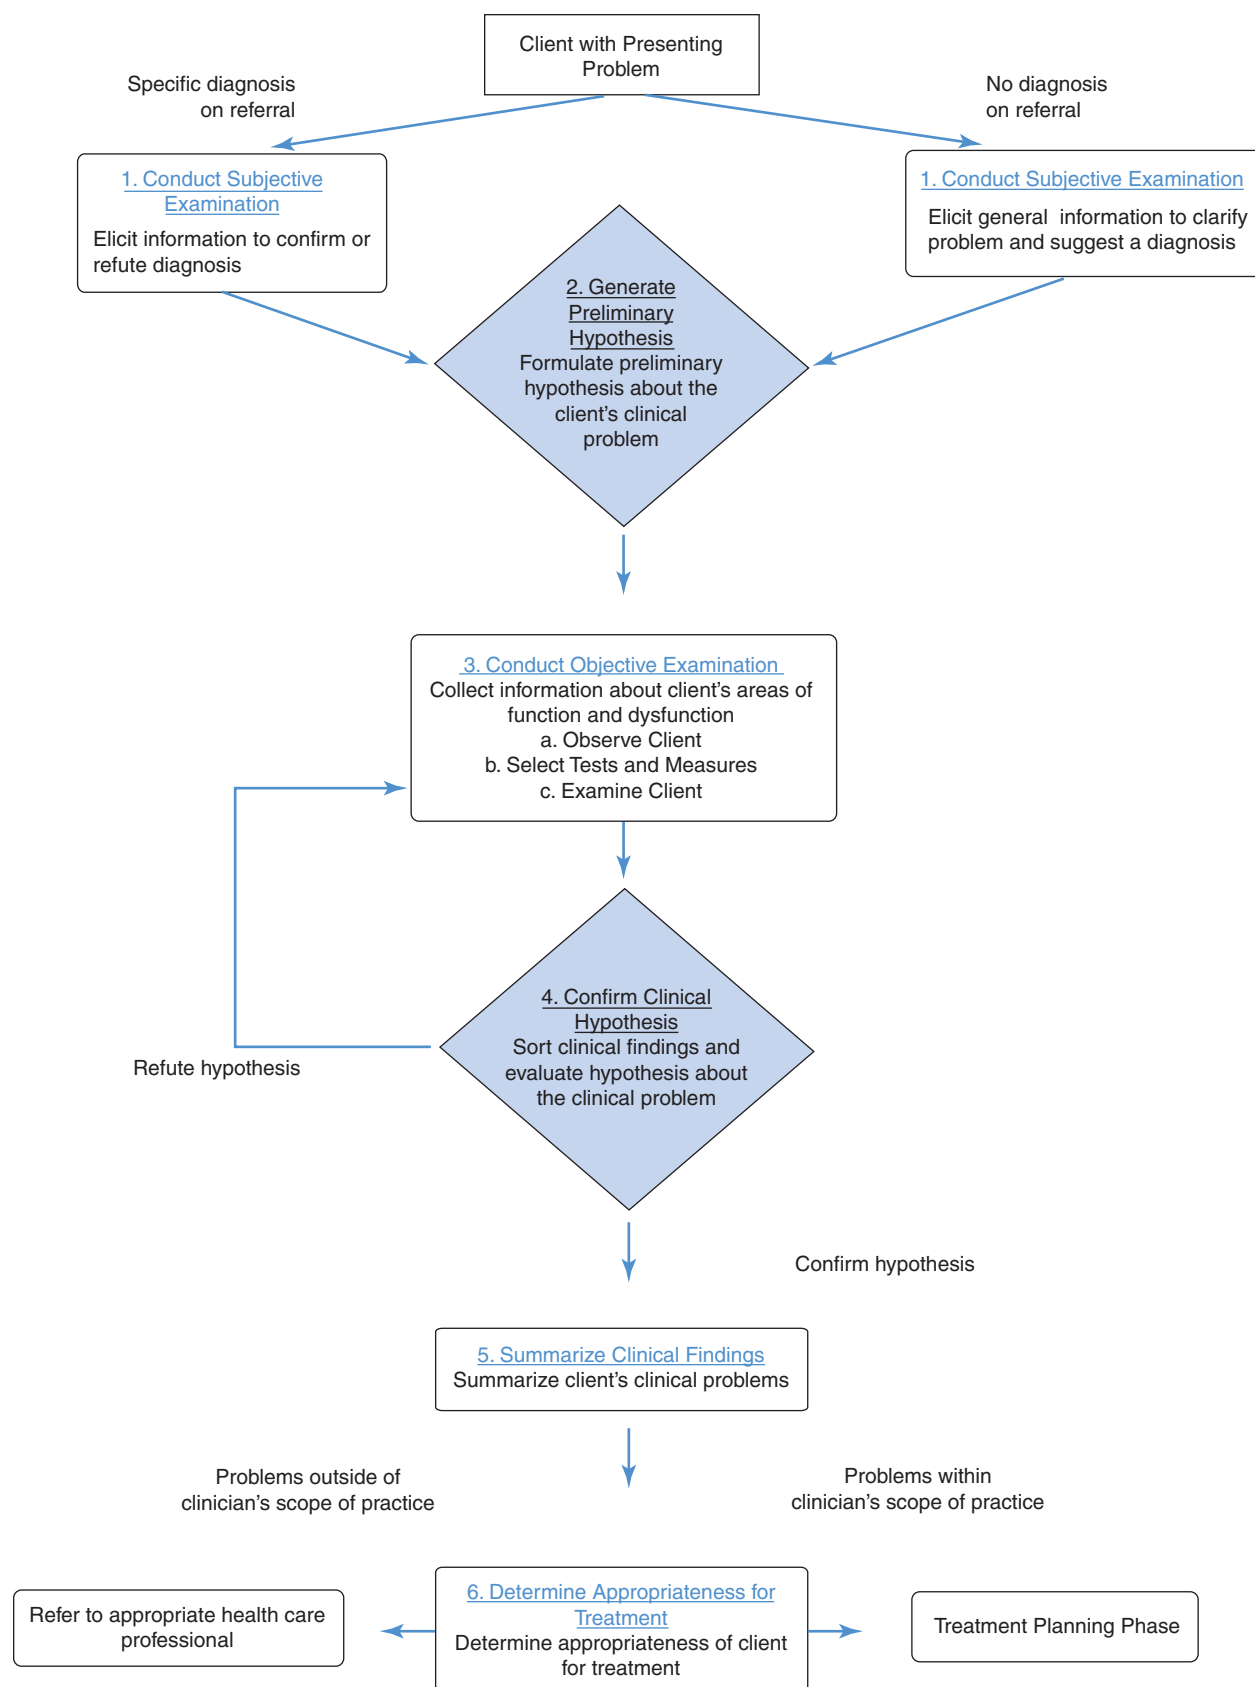 Client with Presenting
Problem
Specific diagnosis
on referral
No diagnosis
on referral
1. Conduct Subjective
Examination
Elicit information to confirm or
refute diagnosis
1. Conduct Subjective Examination
Elicit general information to clarify
problem and suggest a diagnosis
2. Generate
Preliminary
Hypothesis
Formulate preliminary
hypothesis about the
client’s clinical
problem
3. Conduct Objective Examination
Collect information about client’s areas of
function and dysfunction
a. Observe Client
b. Select Tests and Measures
c. Examine Client
4. Confirm Clinical
Hypothesis
Sort clinical findings and
evaluate hypothesis about
the clinical problem
Refute hypothesis
Confirm hypothesis
5. Summarize Clinical Findings
Summarize client’s clinical problems
Problems outside of
clinician’s scope of practice
Problems within
clinician’s scope of practice
Refer to appropriate health care
professional
6. Determine Appropriateness for
Treatment
Determine appropriateness of client
for treatment
Treatment Planning Phase